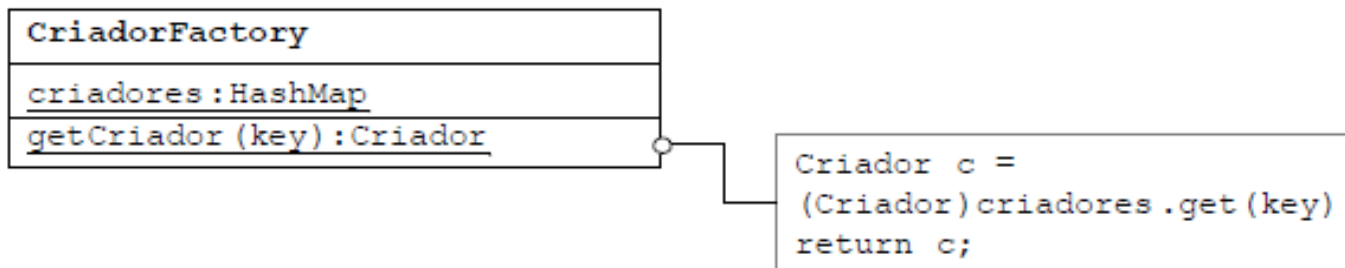 CriadorFactory
criadores:HashMap
getCriador(key):Criador
Criador c =
(Criador)criadores.get(key)
return c;